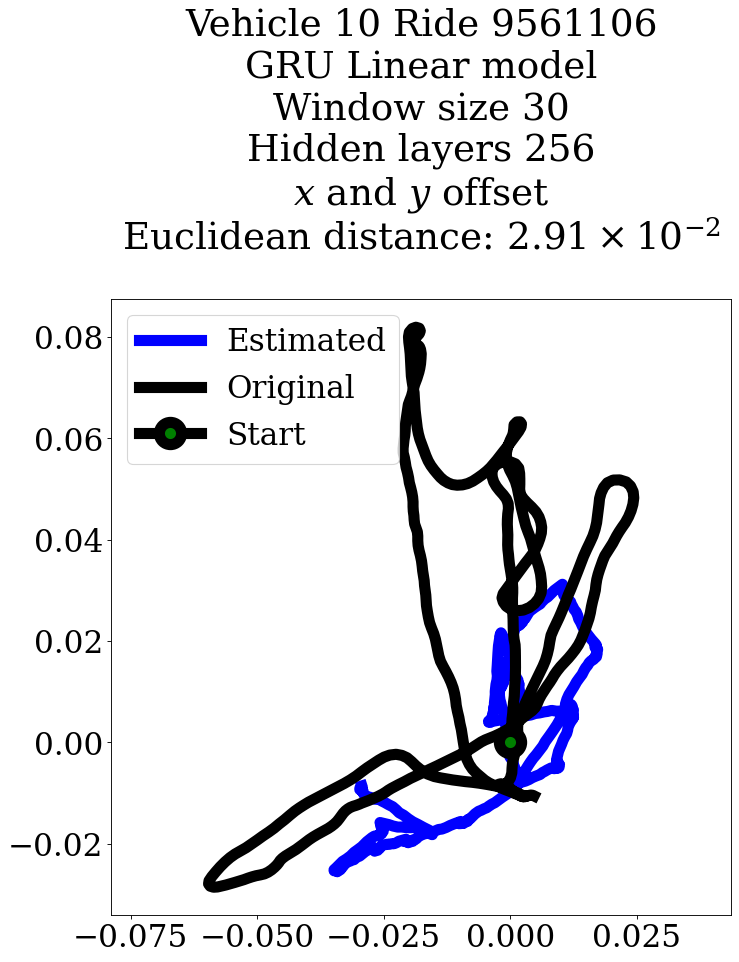 Vehicle 10 Ride 9561106
GRU Linear model
Window size 30
Hidden layers 256
x and y offset
Euclidean distance: 2.91 × 10⁻²
Estimated
Original
Start
0.08
0.06
0.04
0.02
0.00
−0.02
−0.075 −0.050 −0.025 0.000 0.025